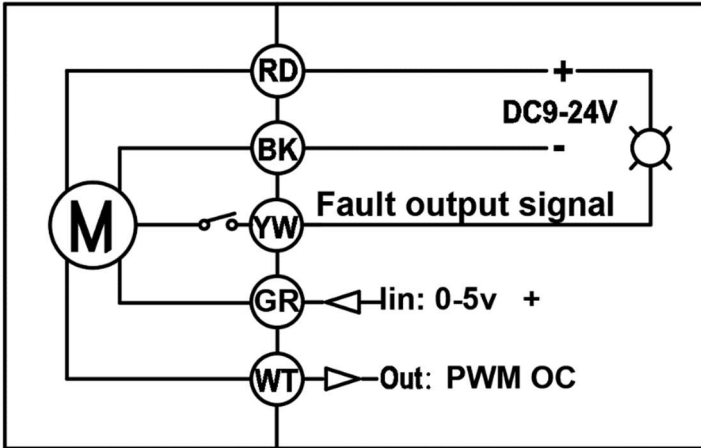 RD
+
DC9-24V
BK
-
M
YW
Fault output signal
GR
Iin: 0-5v +
WT
Out: PWM OC